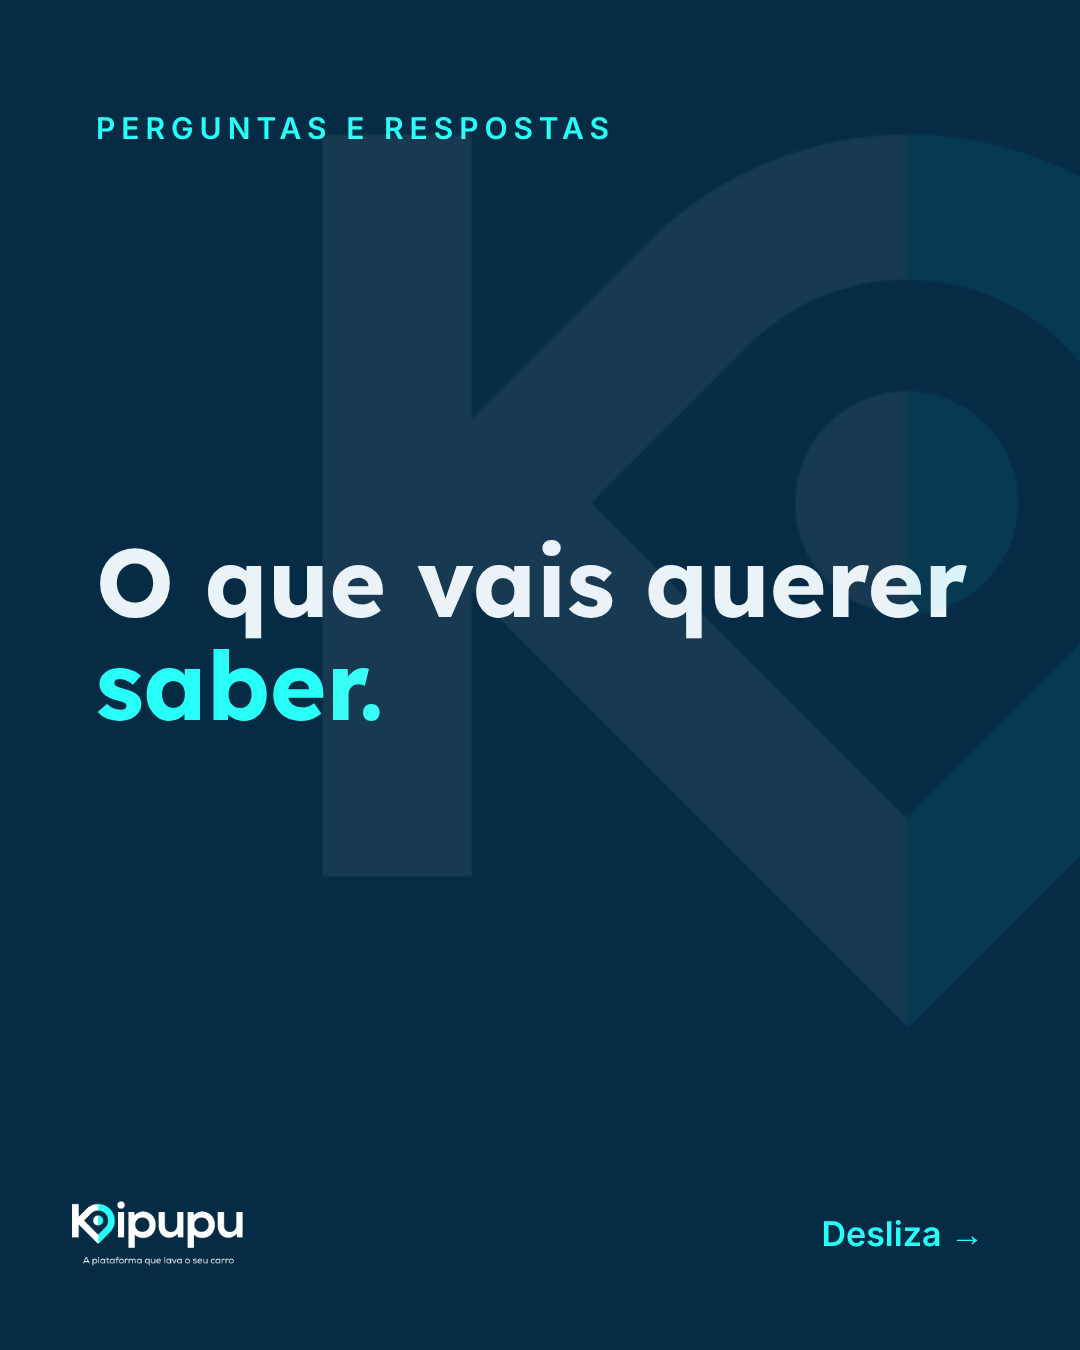 PERGUNTAS E RESPOSTAS
O que vais querer
saber.
Kipupu
A plataforma que lava o seu carro
Desliza →